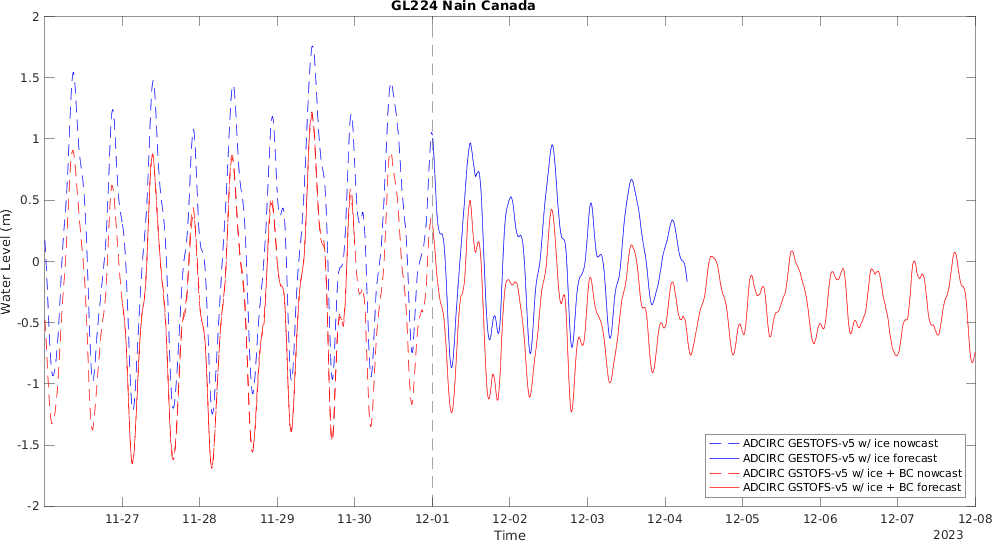 GL224 Nain Canada
2
1.5
1
0.5
0
-0.5
-1
-1.5
-2
Water Level (m)
ADCIRC GESTOFS-v5 w/ ice nowcast
ADCIRC GESTOFS-v5 w/ ice forecast
ADCIRC GSTOFS-v5 w/ ice + BC nowcast
ADCIRC GSTOFS-v5 w/ ice + BC forecast
11-27 11-28 11-29 11-30 12-01 12-02 12-03 12-04 12-05 12-06 12-07 12-08
Time
2023